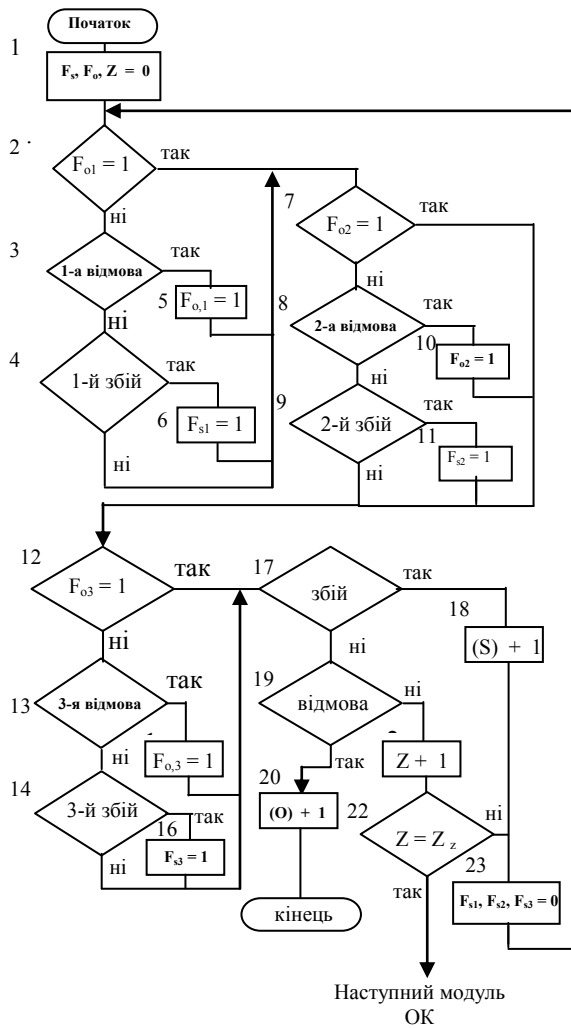 Початок
1
Fs, Fo, Z = 0
2
Fo1 = 1
так
ні
3
1-а відмова
так
5
Fo,1 = 1
ні
4
1-й збій
так
6
Fs1 = 1
ні
7
Fo2 = 1
так
ні
8
2-а відмова
так
10
Fo2 = 1
ні
9
2-й збій
так
11
Fs2 = 1
ні
12
Fo3 = 1
так
ні
13
3-я відмова
так
Fo,3 = 1
ні
14
3-й збій
так
16
Fs3 = 1
ні
17
збій
так
18
(S) + 1
ні
19
відмова
ні
Z + 1
так
20
(O) + 1
кінець
22
Z = Z z
ні
23
так
Fs1, Fs2, Fs3 = 0
Наступний модуль
ОК